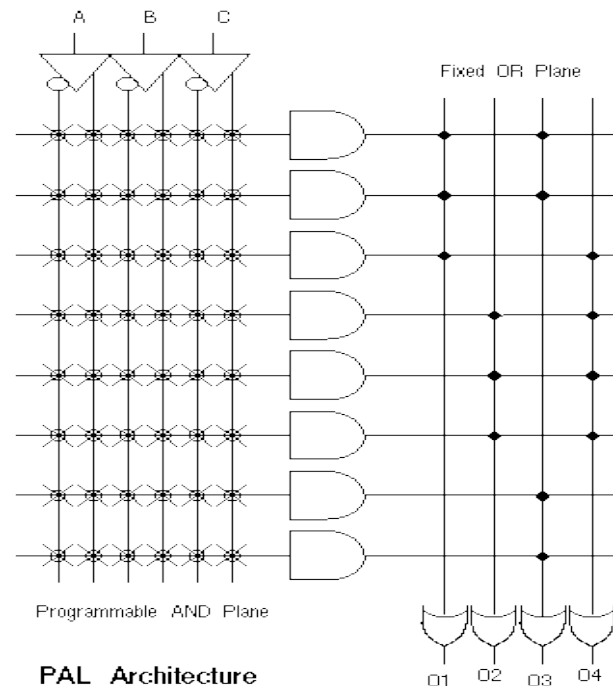 A B C
Fixed OR Plane
Programmable AND Plane
PAL Architecture
O1 O2 O3 O4